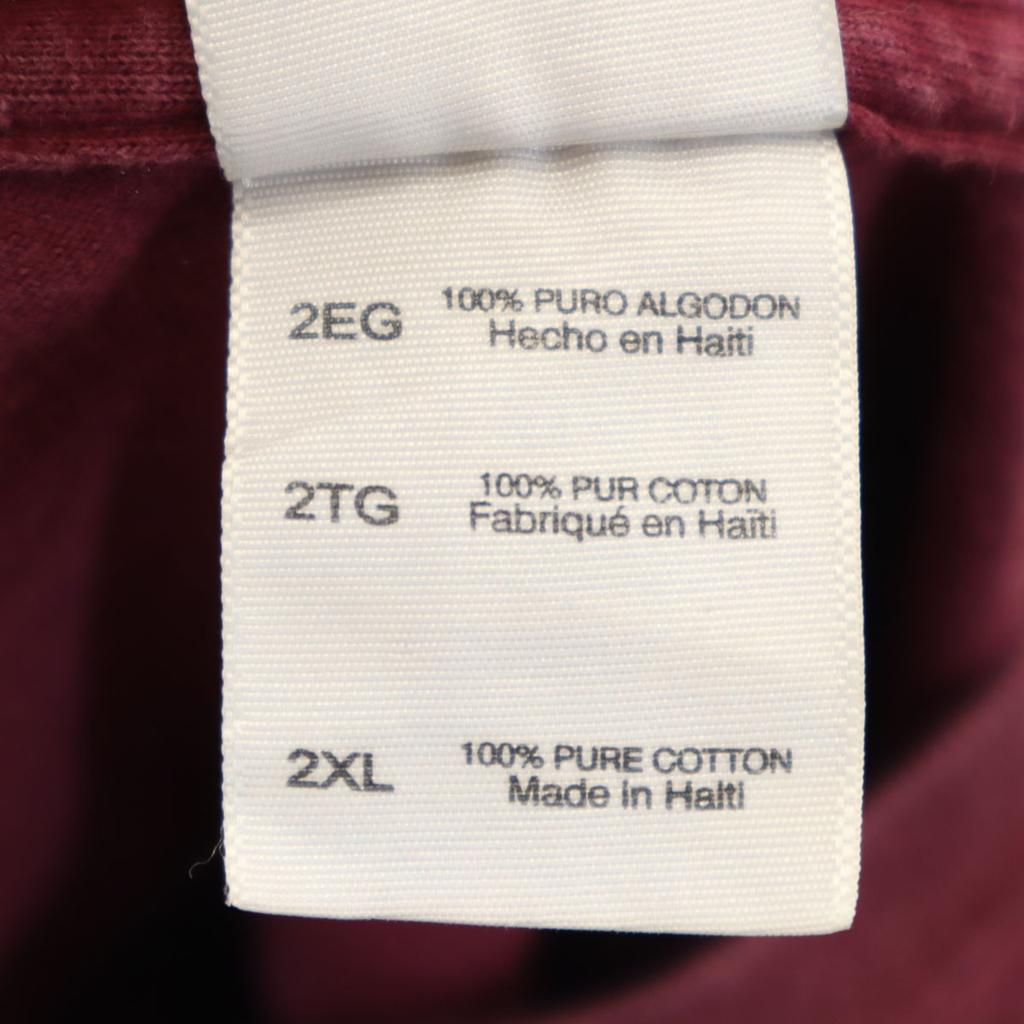 2EG 100% PURO ALGODON
Hecho en Haiti
2TG 100% PUR COTON
Fabriqué en Haïti
2XL 100% PURE COTTON
Made in Haiti